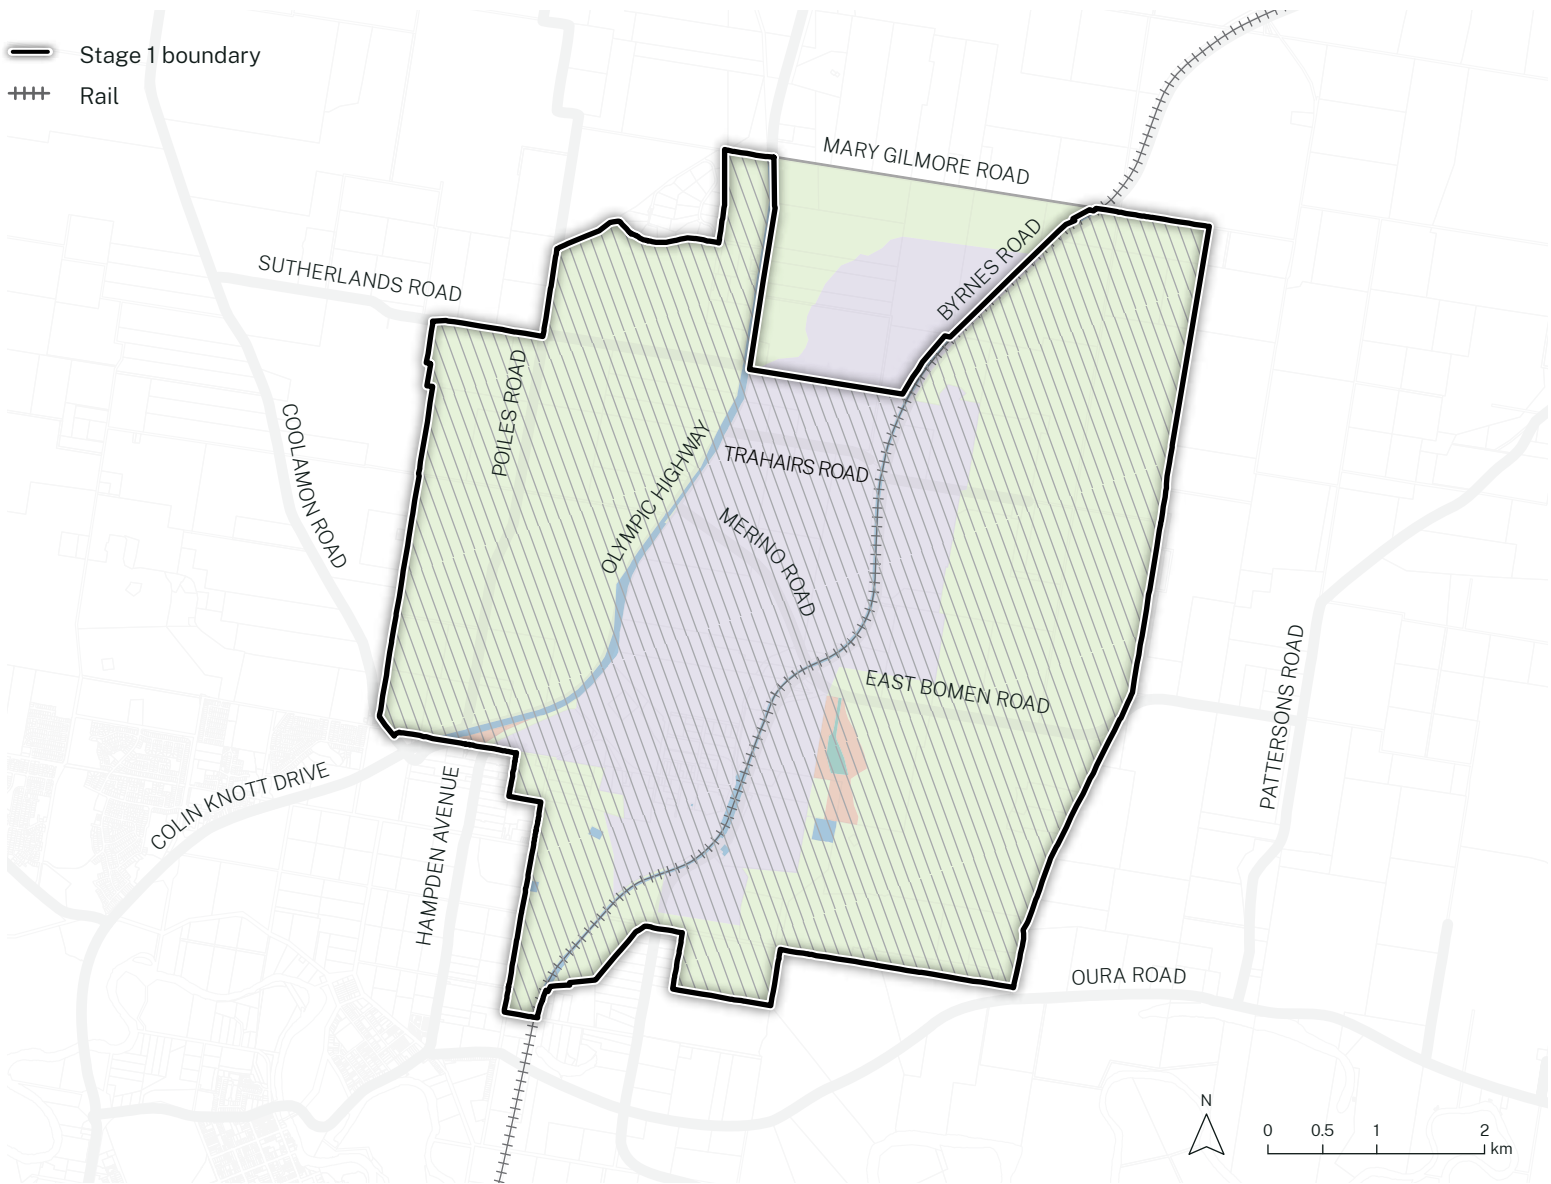 Stage 1 boundary
Rail
MARY GILMORE ROAD
BYRNES ROAD
SUTHERLANDS ROAD
POILES ROAD
COOLAMON ROAD
OLYMPIC HIGHWAY
TRAHAIRS ROAD
MERINO ROAD
EAST BOMEN ROAD
PATTERSONS ROAD
COLIN KNOTT DRIVE
HAMPDEN AVENUE
OURA ROAD
N
0 0.5 1 2
km